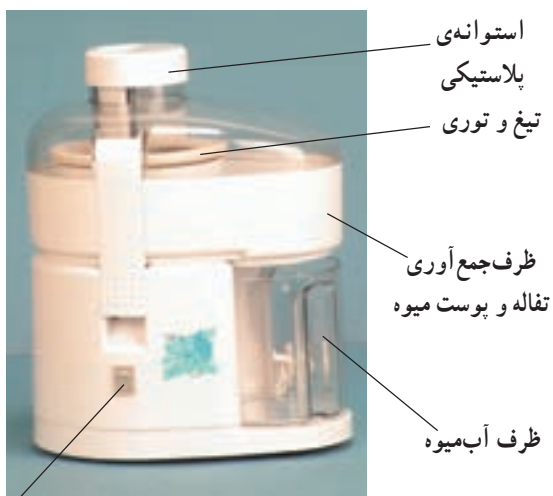 استوانه‌ی
پلاستیکی
تیغ و توری
ظرف جمع‌آوری
تفاله و پوست میوه
ظرف آب‌میوه